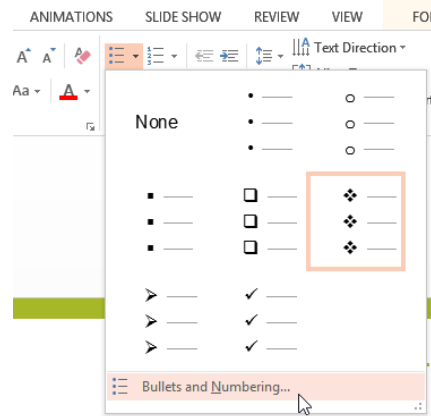 ANIMATIONS SLIDE SHOW REVIEW VIEW
Text Direction
Aa
A
None
Bullets and Numbering...